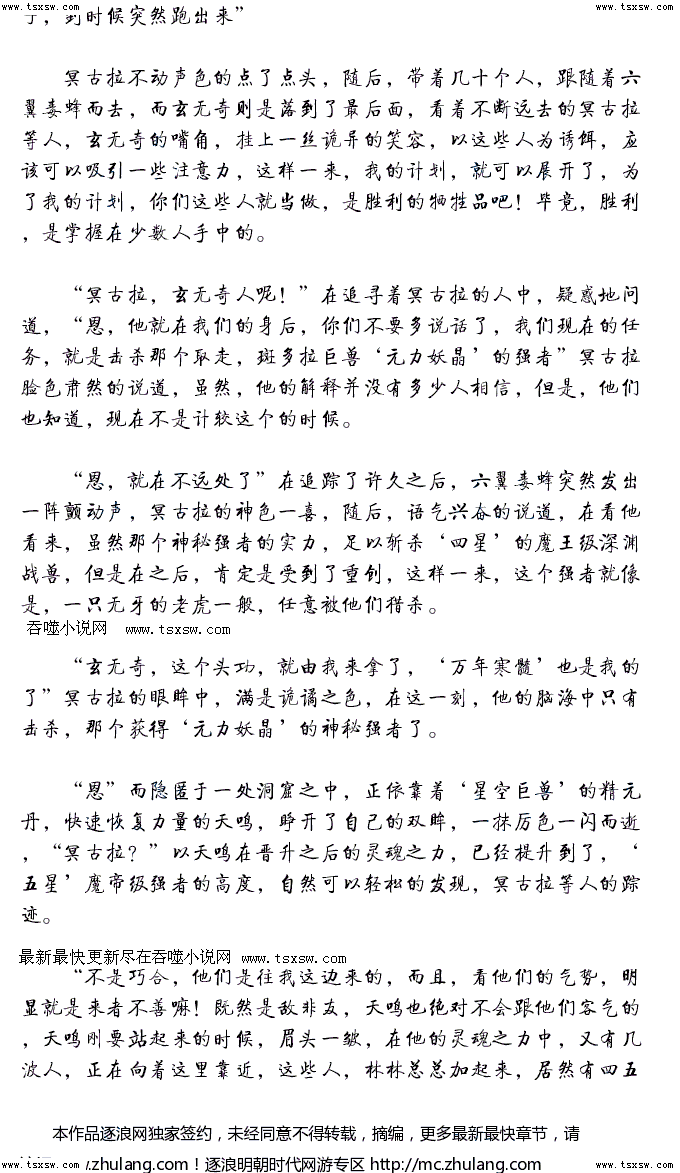 www.tsxsw.com www.tsxsw.com www.tsxsw.com
，到时候突然跑出来”
冥古拉不动声色的点了点头，随后，带着几十个人，跟随着六
翼毒蜂而去，而玄无奇则是落到了最后面，看着不断远去的冥古拉
等人，玄无奇的嘴角，挂上一丝诡异的笑容，以这些人为诱饵，应
该可以吸引一些注意力，这样一来，我的计划，就可以展开了，为
了我的计划，你们这些人就当做，是胜利的牺牲品吧！毕竟，胜利
，是掌握在少数人手中的。
“冥古拉，玄无奇人呢！”在追寻着冥古拉的人中，疑惑地问
道，“恩，他就在我们的身后，你们不要多说话了，我们现在的任
务，就是击杀那个取走，斑多拉巨兽‘元力妖晶’的强者”冥古拉
脸色肃然的说道，虽然，他的解释并没有多少人相信，但是，他们
也知道，现在不是计较这个的时候。
“恩，就在不远处了”在追踪了许久之后，六翼毒蜂突然发出
一阵颤动声，冥古拉的神色一喜，随后，语气兴奋的说道，在看他
看来，虽然那个神秘强者的实力，足以斩杀‘四星’的魔王级深渊
战兽，但是在之后，肯定是受到了重创，这样一来，这个强者就像
是，一只无牙的老虎一般，任意被他们猎杀。
吞噬小说网 www.tsxsw.com
“玄无奇，这个头功，就由我来拿了，‘万年寒髓’也是我的
了”冥古拉的眼眸中，满是诡谲之色，在这一刻，他的脑海中只有
击杀，那个获得‘元力妖晶’的神秘强者了。
“恩”而隐匿于一处洞窟之中，正依靠着‘星空巨兽’的精元
丹，快速恢复力量的天鸣，睁开了自己的双眸，一抹厉色一闪而逝
，“冥古拉？”以天鸣在晋升之后的灵魂之力，已经提升到了，‘
五星’魔帝级强者的高度，自然可以轻松的发现，冥古拉等人的踪
迹。
最新最快更新尽在吞噬小说网 www.tsxsw.com
“不是巧合，他们是往我这边来的，而且，看他们的气势，明
显就是来者不善嘛！既然是敌非友，天鸣也绝对不会跟他们客气的
，天鸣刚要站起来的时候，眉头一皱，在他的灵魂之力中，又有几
波人，正在向着这里靠近，这些人，林林总总加起来，居然有四五
本作品逐浪网独家签约，未经同意不得转载，摘编，更多最新最快章节，请
.zhulang.com！逐浪明朝时代网游专区 http://mc.zhulang.com
www.tsxsw.com www.tsxsw.com www.tsxsw.com